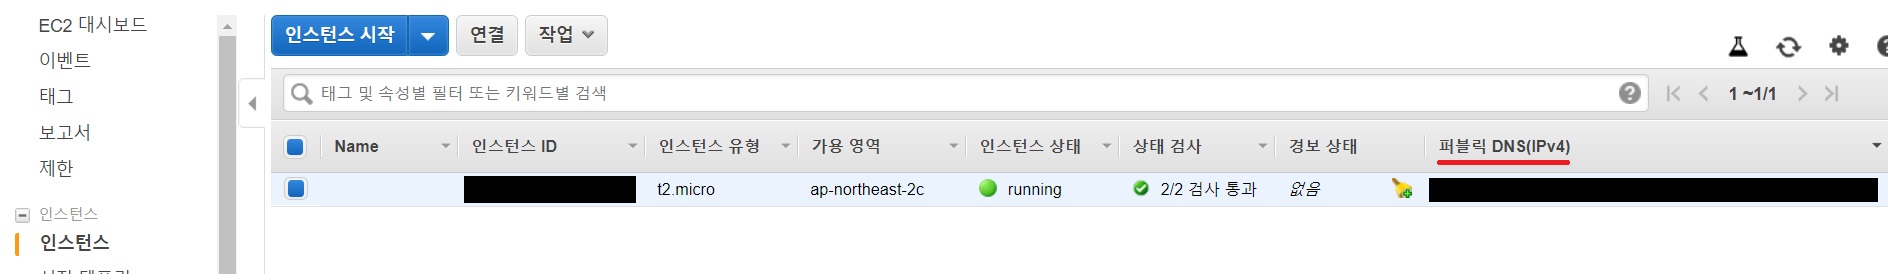 EC2 대시보드
이벤트
태그
보고서
제한
인스턴스
인스턴스
인스턴스 시작 연결 작업
태그 및 속성별 필터 또는 키워드별 검색
1 ~1/1
Name 인스턴스 ID 인스턴스 유형 가용 영역 인스턴스 상태 상태 검사 경보 상태 퍼블릭 DNS(IPv4)
t2.micro ap-northeast-2c running 2/2 검사 통과 없음